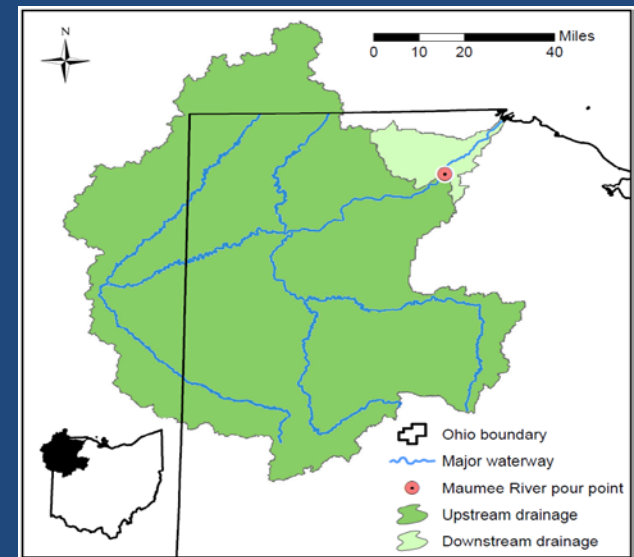 N
Miles
0 10 20 40
Ohio boundary
Major waterway
Maumee River pour point
Upstream drainage
Downstream drainage